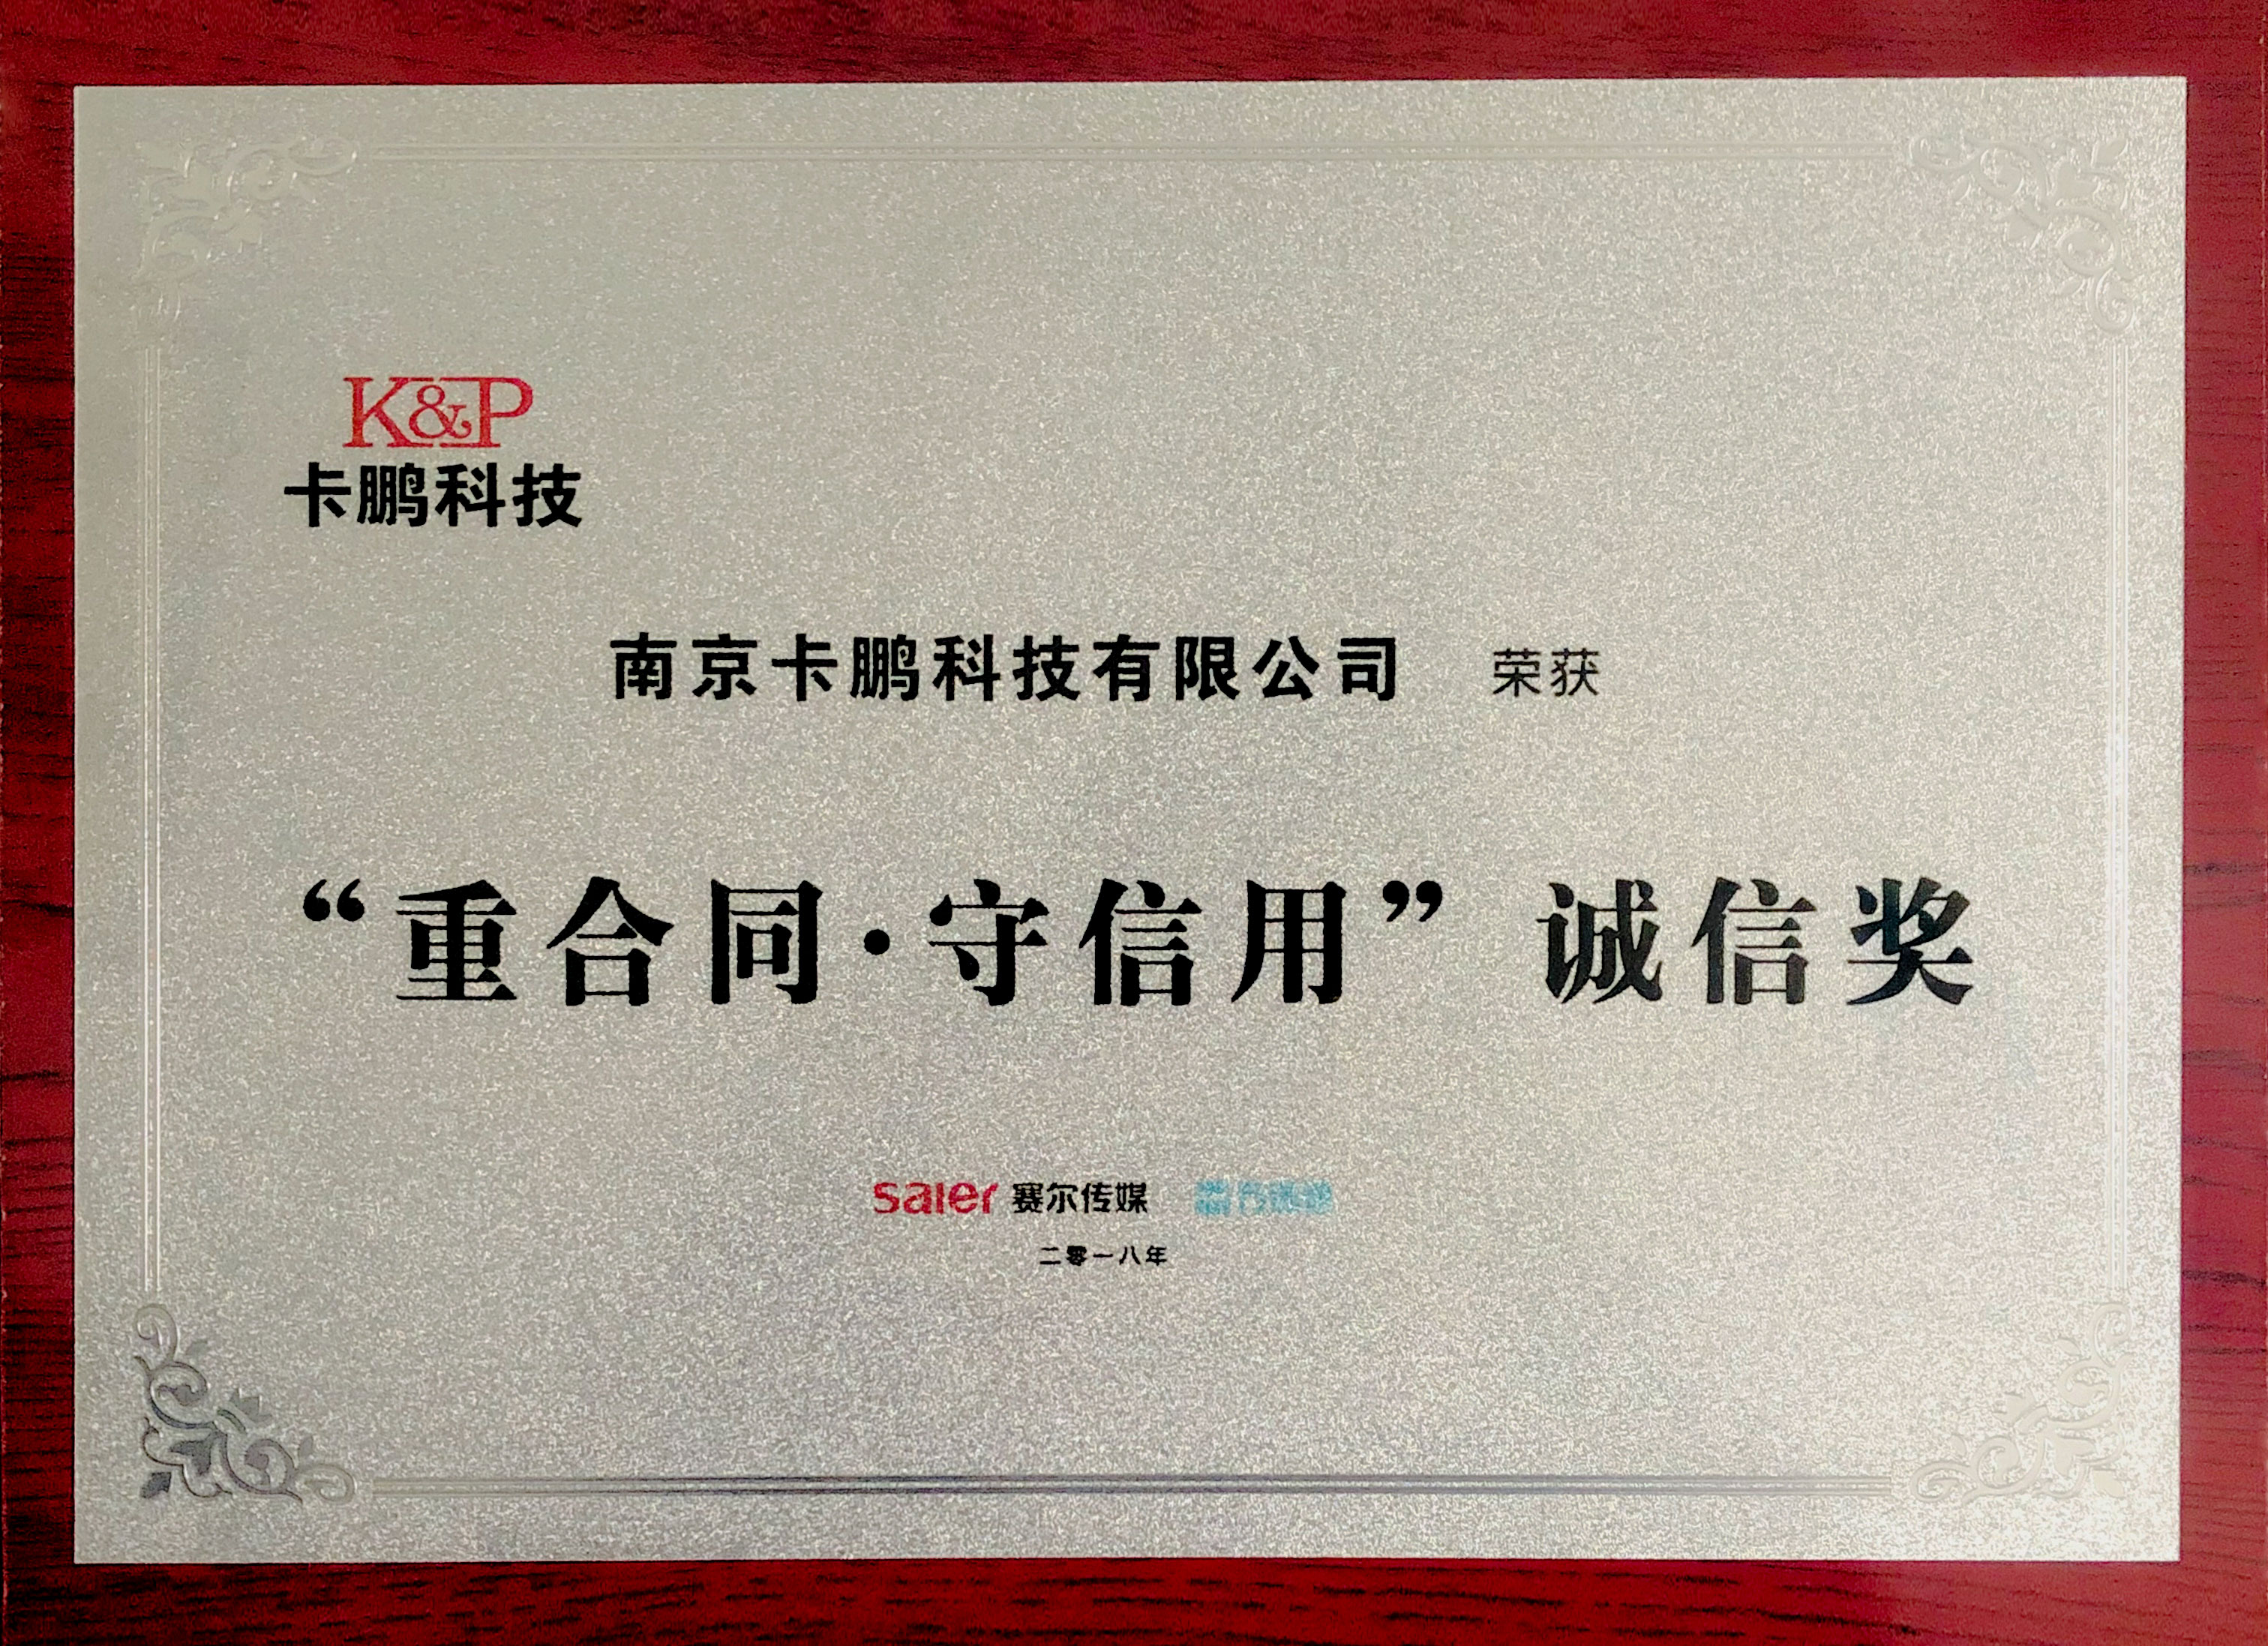 K&P
卡鹏科技
南京卡鹏科技有限公司 荣获
“重合同·守信用”诚信奖
saier 赛尔传媒
二零一八年